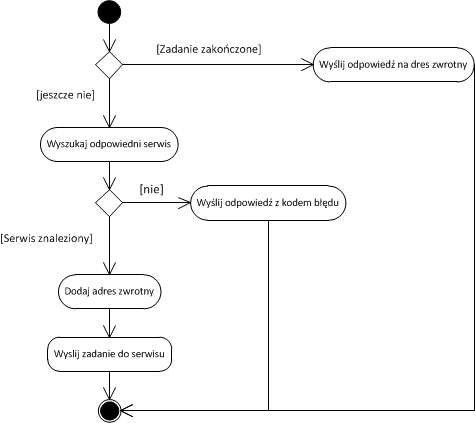 [Zadanie zakończone]
Wyślij odpowiedź na dres zwrotny
[jeszcze nie]
Wyszukaj odpowiedni serwis
[nie]
Wyślij odpowiedź z kodem błędu
[Serwis znaleziony]
Dodaj adres zwrotny
Wyslij zadanie do serwisu